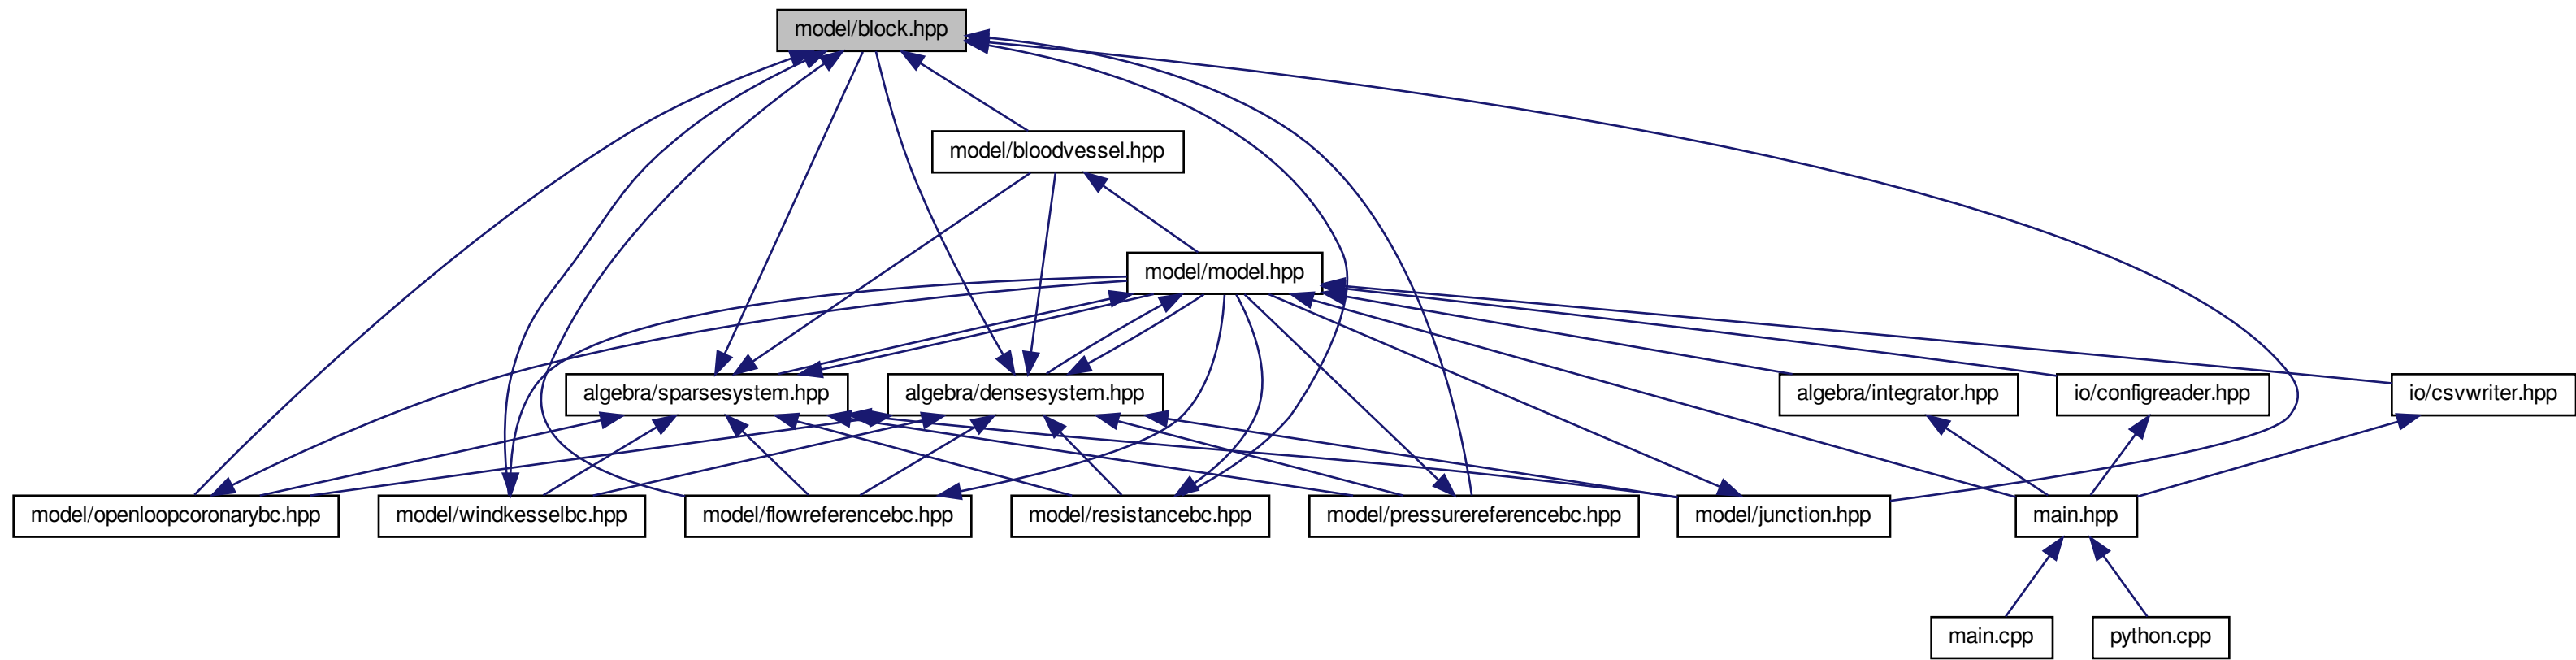 model/block.hpp
model/bloodvessel.hpp
model/model.hpp
algebra/sparsesystem.hpp
algebra/densesystem.hpp
algebra/integrator.hpp
io/configreader.hpp
io/csvwriter.hpp
model/openloopcoronarybc.hpp
model/windkesselbc.hpp
model/flowreferencebc.hpp
model/resistancebc.hpp
model/pressurereferencebc.hpp
model/junction.hpp
main.hpp
main.cpp
python.cpp